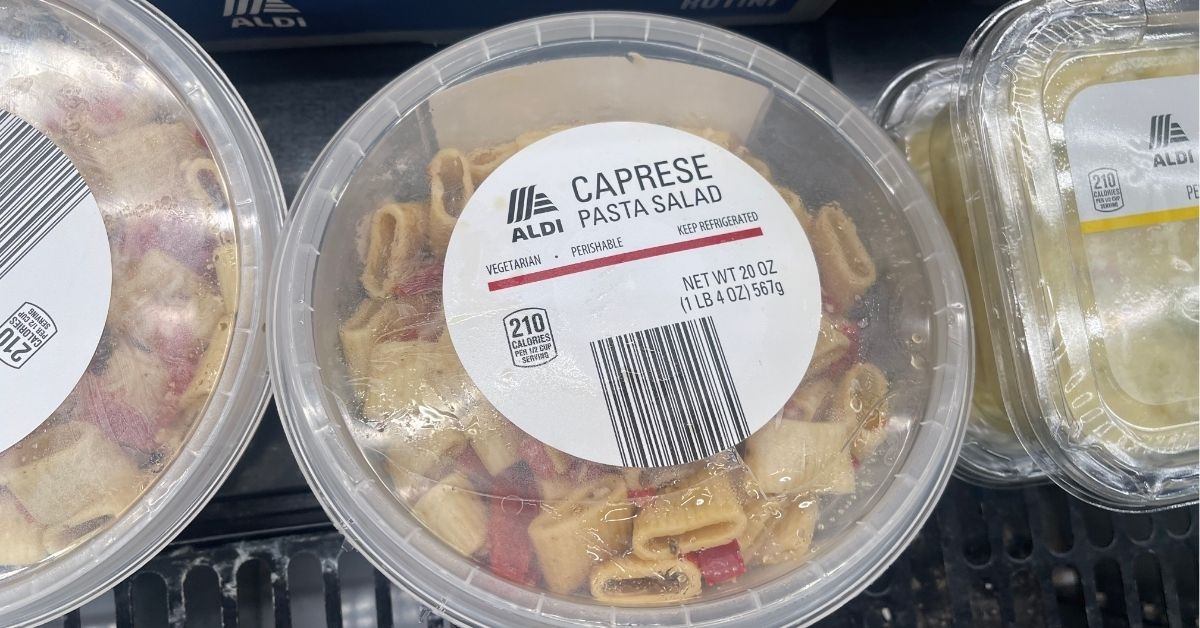 ALDI
ROTINI
ALDI
CAPRESE
PASTA SALAD
VEGETARIAN • PERISHABLE KEEP REFRIGERATED
NET WT 20 OZ
(1 LB 4 OZ) 567g
210
CALORIES
PER 1/2 CUP
SERVING
210
CALORIES
PER 1/2 CUP
SERVING
ALDI
210
CALORIES
PER 1/2 CUP
SERVING